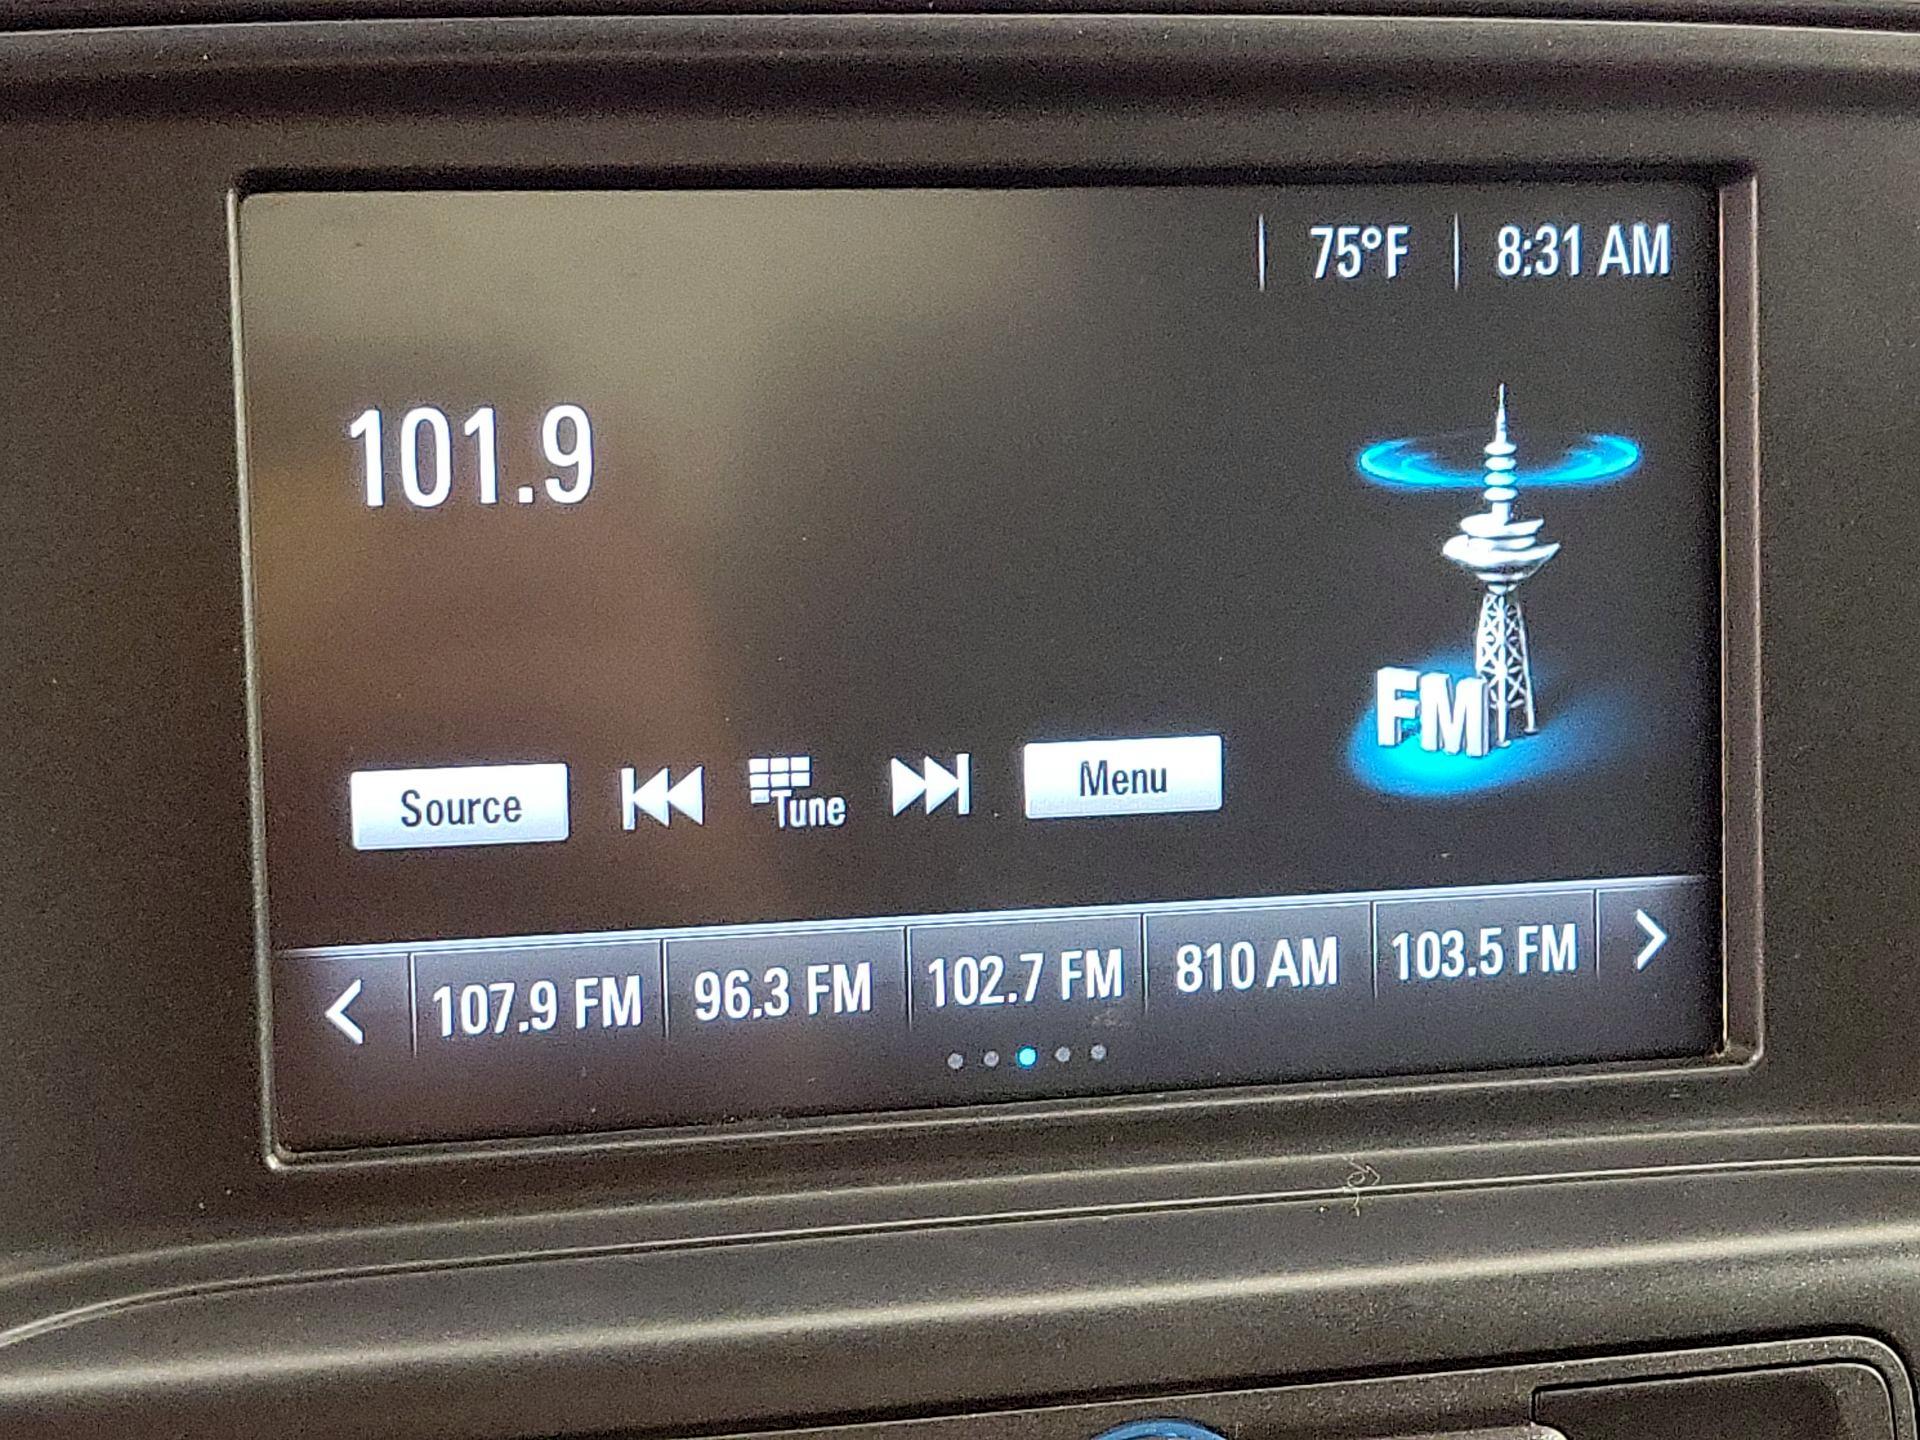 75°F 8:31 AM
101.9
FM
Source Tune Menu
107.9 FM 96.3 FM 102.7 FM 810 AM 103.5 FM